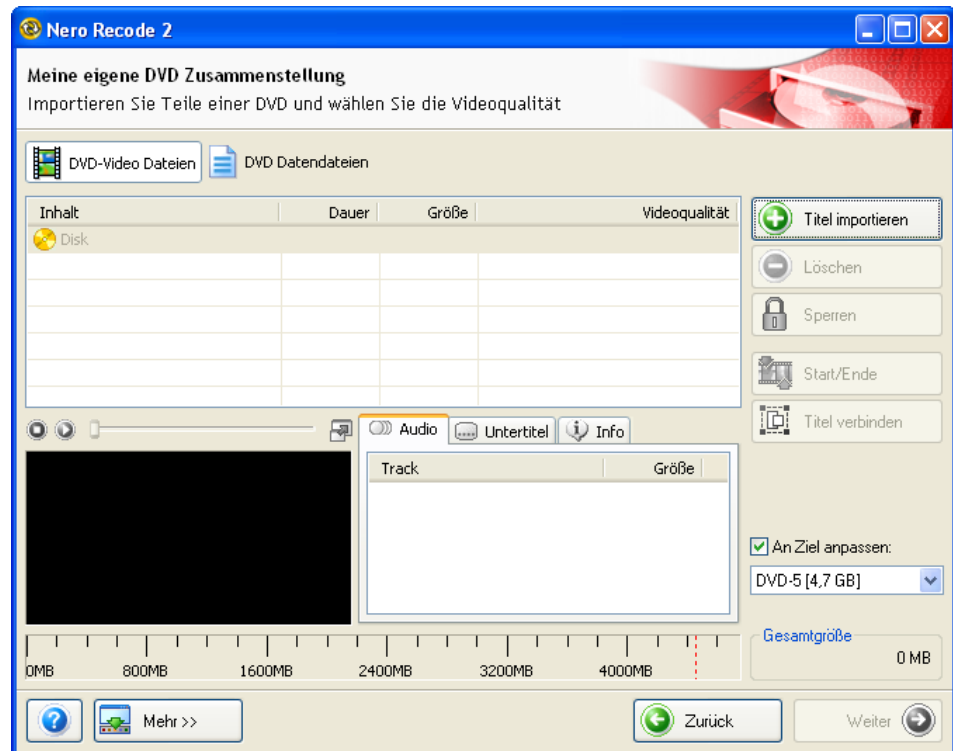 Nero Recode 2
Meine eigene DVD Zusammenstellung
Importieren Sie Teile einer DVD und wählen Sie die Videoqualität
DVD-Video Dateien DVD Datendateien
Inhalt Dauer Größe Videoqualität
Disk
Titel importieren
Löschen
Sperren
Start/Ende
Titel verbinden
Audio Untertitel Info
Track Größe
An Ziel anpassen:
DVD-5 [4,7 GB]
Gesamtgröße
0 MB
0MB 800MB 1600MB 2400MB 3200MB 4000MB
Mehr >> Zurück Weiter